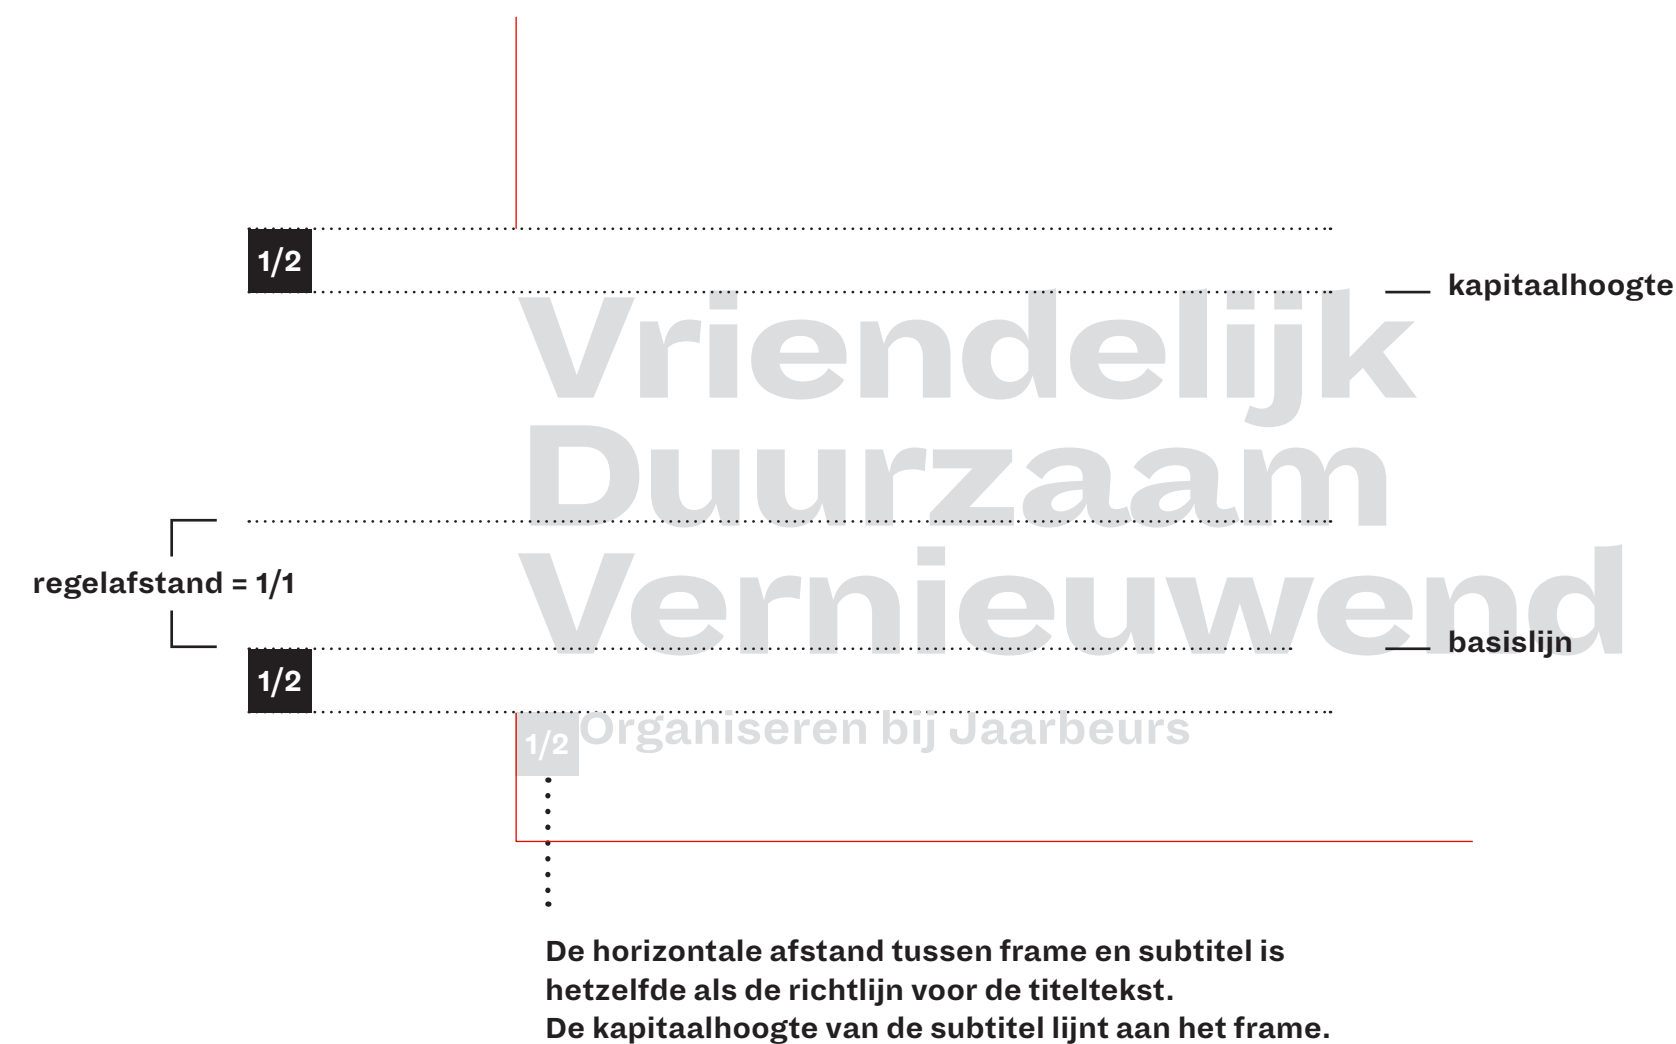 1/2
kapitaalhoogte
Vriendelijk
Duurzaam
regelafstand = 1/1
Vernieuwend
basislijn
1/2
1/2
Organiseren bij Jaarbeurs
De horizontale afstand tussen frame en subtitel is
hetzelfde als de richtlijn voor de titeltekst.
De kapitaalhoogte van de subtitel lijnt aan het frame.